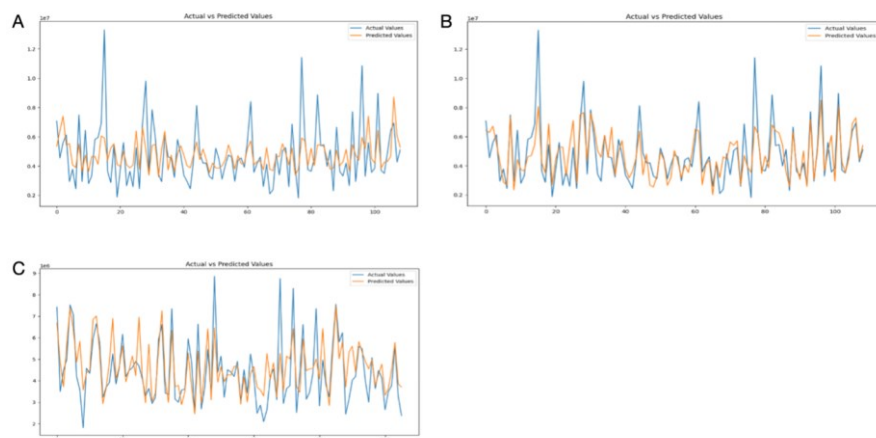 A
Actual vs Predicted Values
1e7
Actual Values
Predicted Values
1.2
1.0
0.8
0.6
0.4
0.2
0 20 40 60 80 100
B
Actual vs Predicted Values
1e7
Actual Values
Predicted Values
1.2
1.0
0.8
0.6
0.4
0.2
0 20 40 60 80 100
C
Actual vs Predicted Values
1e6
Actual Values
Predicted Values
9
8
7
6
5
4
3
2